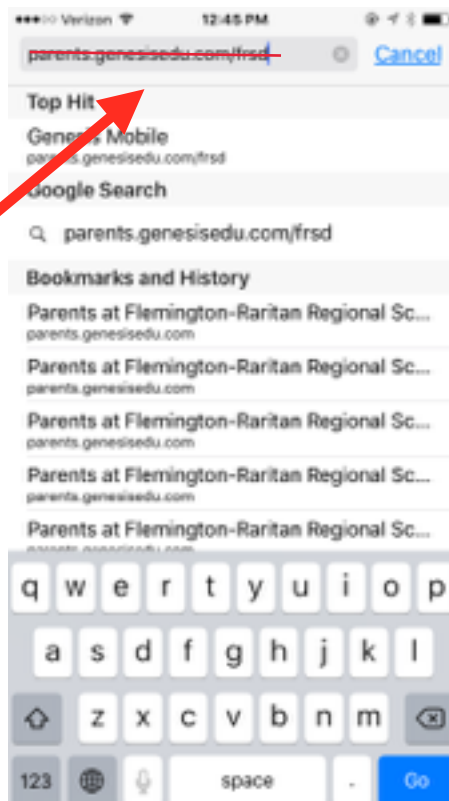 Verizon 12:45 PM
parents.genesisedu.com/frsd Cancel
Top Hit
Genesis Mobile
parents.genesisedu.com/frsd
Google Search
parents.genesisedu.com/frsd
Bookmarks and History
Parents at Flemington-Raritan Regional Sc...
parents.genesisedu.com
Parents at Flemington-Raritan Regional Sc...
parents.genesisedu.com
Parents at Flemington-Raritan Regional Sc...
parents.genesisedu.com
Parents at Flemington-Raritan Regional Sc...
parents.genesisedu.com
Parents at Flemington-Raritan Regional Sc...
parents.genesisedu.com
q w e r t y u i o p
a s d f g h j k l
z x c v b n m
123 space . Go